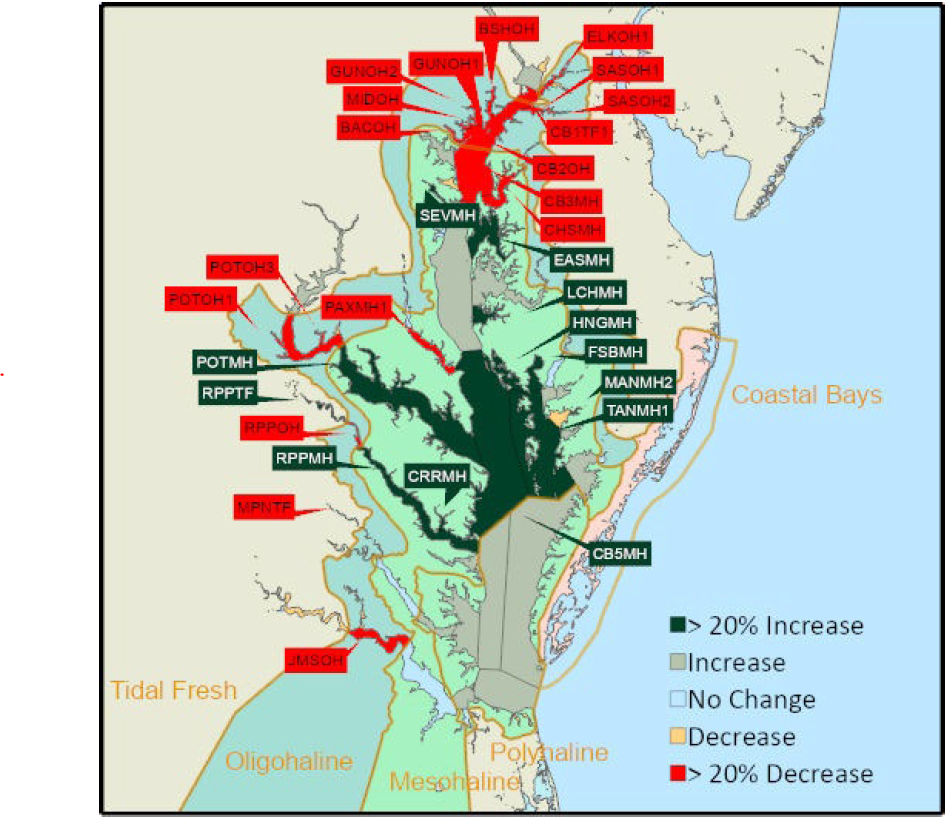 BSHOH
ELKOH1
GUNOH1
GUNOH2
SASOH1
MIDOH
SASOH2
BACOH
CB1TF1
CB2OH
CB3MH
SEVMH
CHSMH
EASMH
POTOH3
LCHMH
POTOH1
PAXMH1
HNGMH
FSBMH
POTMH
MANMH2
RPPTF
Coastal Bays
TANMH1
RPPOH
RPPMH
CRRMH
MPNTF
CB5MH
> 20% Increase
JMSOH
Increase
Tidal Fresh
No Change
Decrease
Polyhaline
Oligohaline
> 20% Decrease
Mesohaline